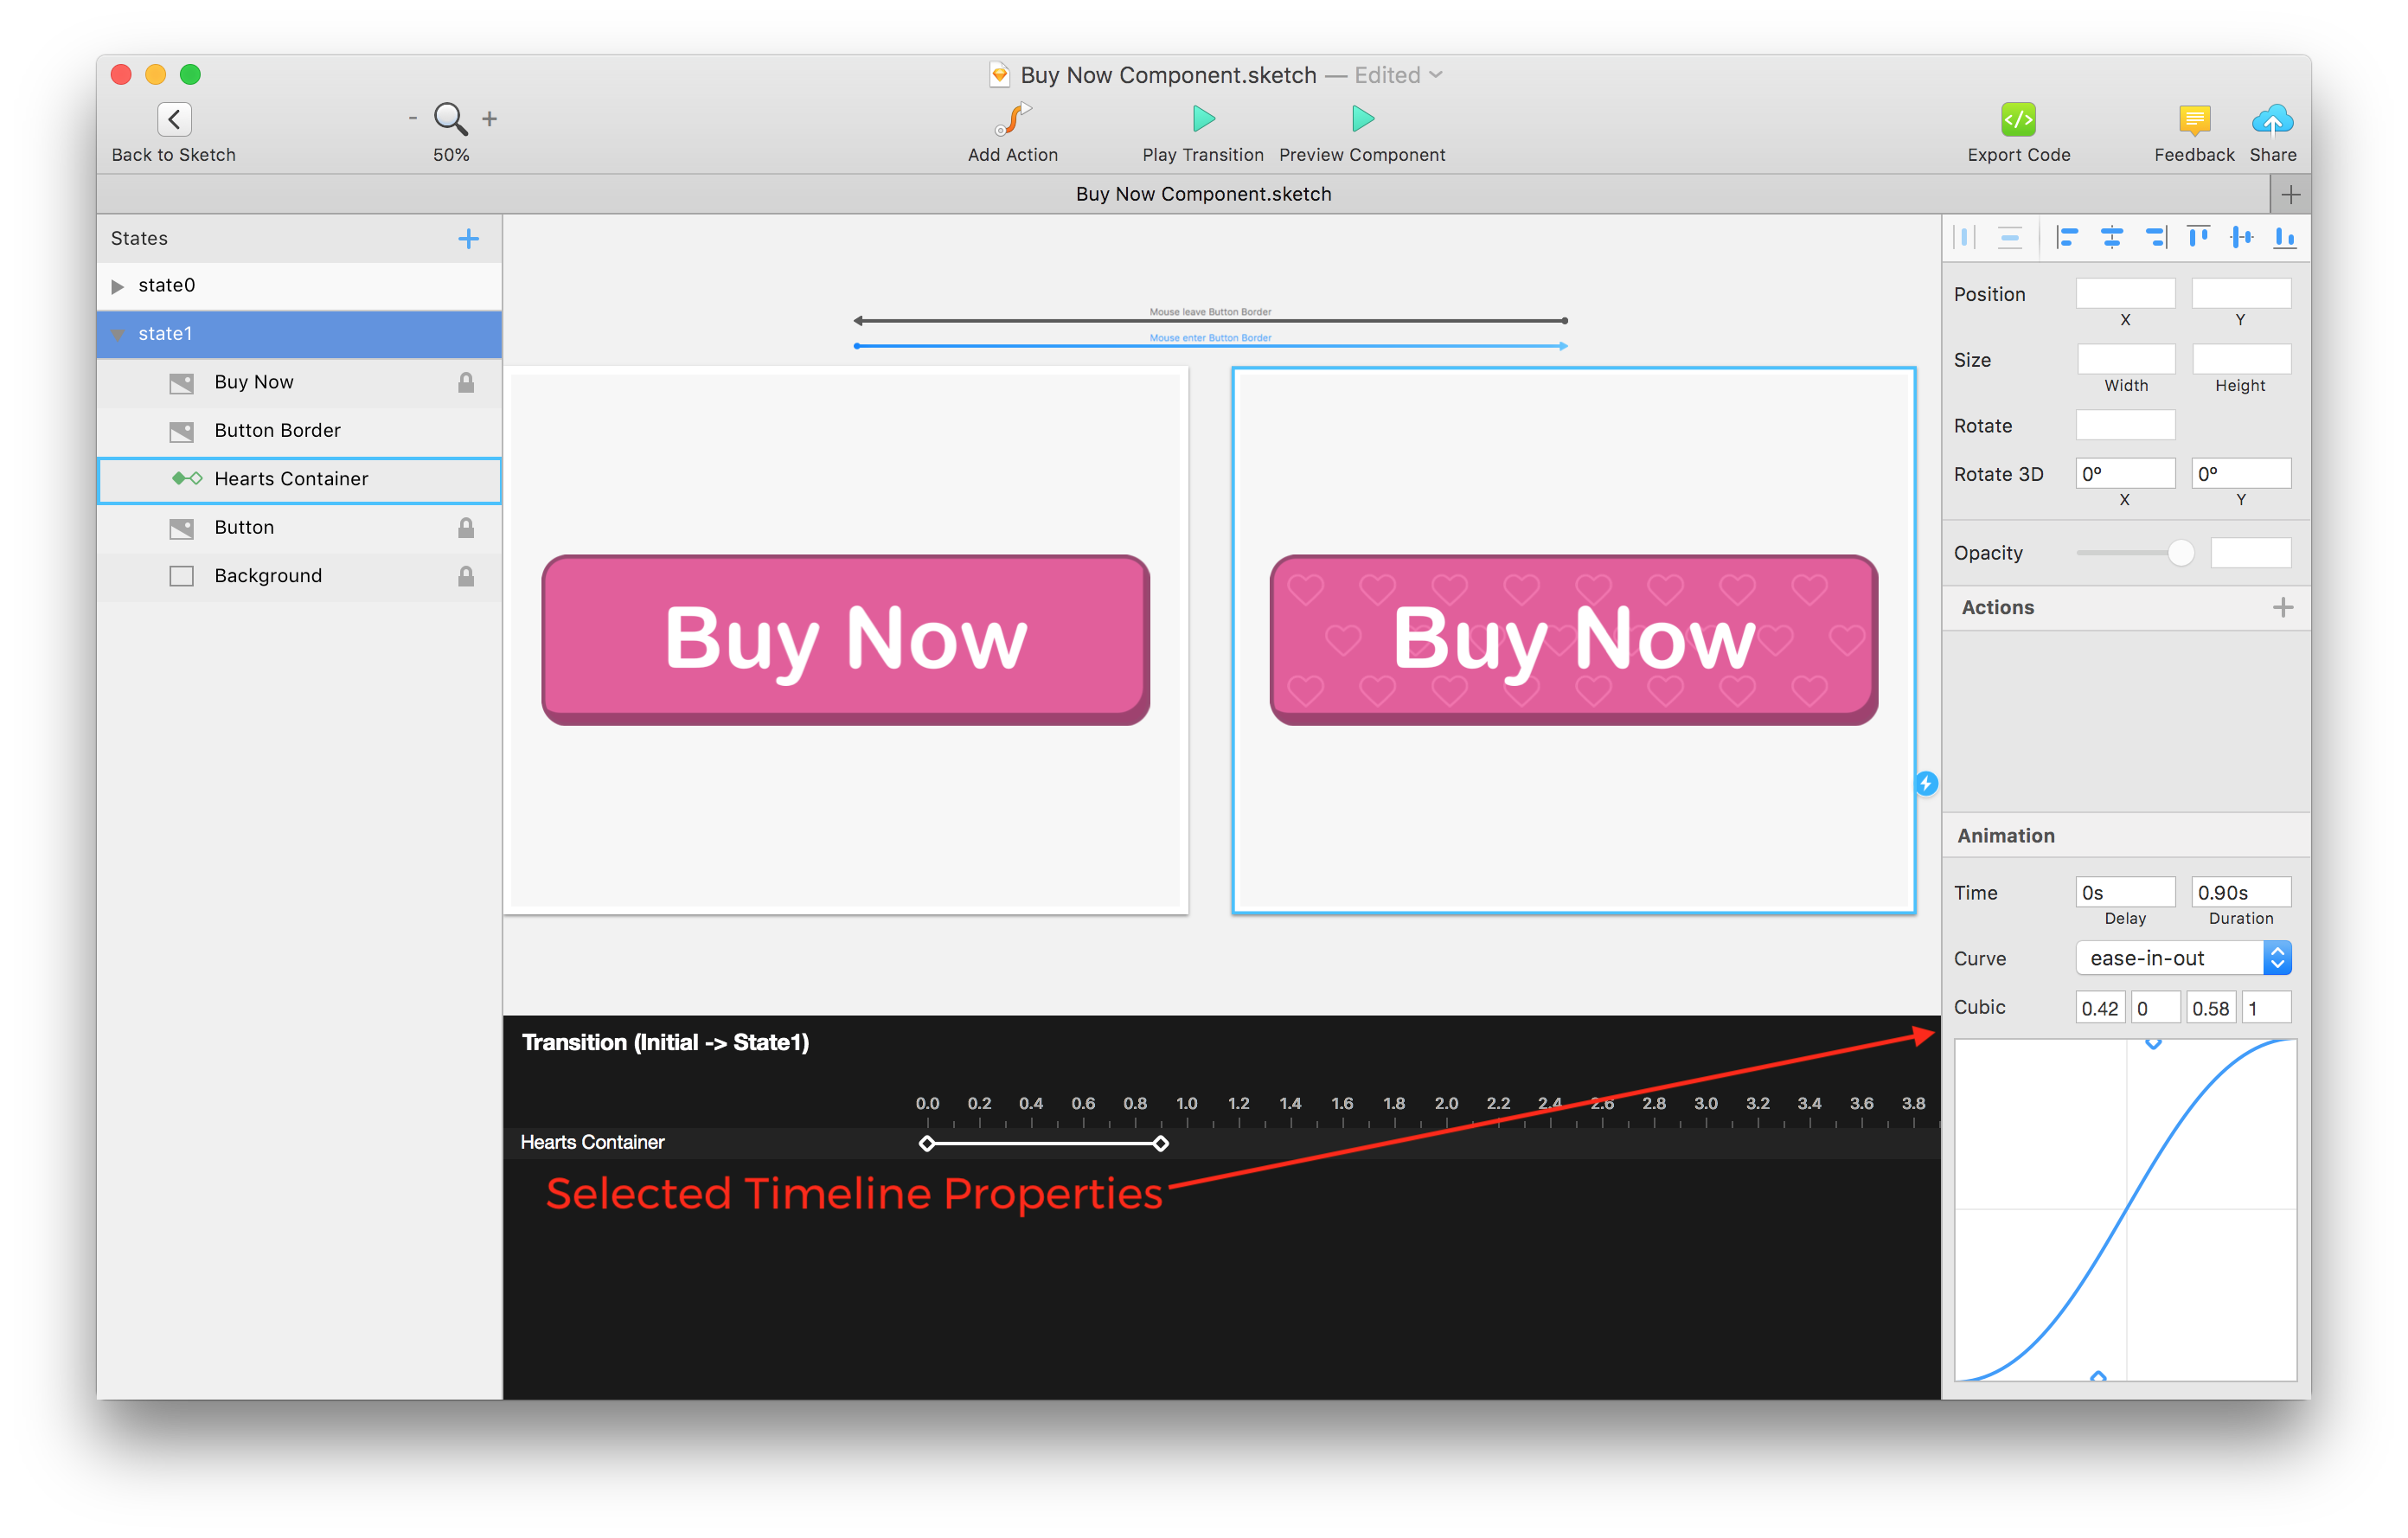 Buy Now Component.sketch — Edited
Back to Sketch
- +
50%
Add Action
Play Transition
Preview Component
Export Code
Feedback
Share
Buy Now Component.sketch
States
state0
state1
Buy Now
Button Border
Hearts Container
Button
Background
Mouse leave Button Border
Mouse enter Button Border
Buy Now
Buy Now
Position
X Y
Size
Width Height
Rotate
Rotate 3D 0º 0º
X Y
Opacity
Actions
Animation
Time 0s 0.90s
Delay Duration
Curve ease-in-out
Cubic 0.42 0 0.58 1
Transition (Initial -> State1)
0.0 0.2 0.4 0.6 0.8 1.0 1.2 1.4 1.6 1.8 2.0 2.2 2.4 2.6 2.8 3.0 3.2 3.4 3.6 3.8
Hearts Container
Selected Timeline Properties